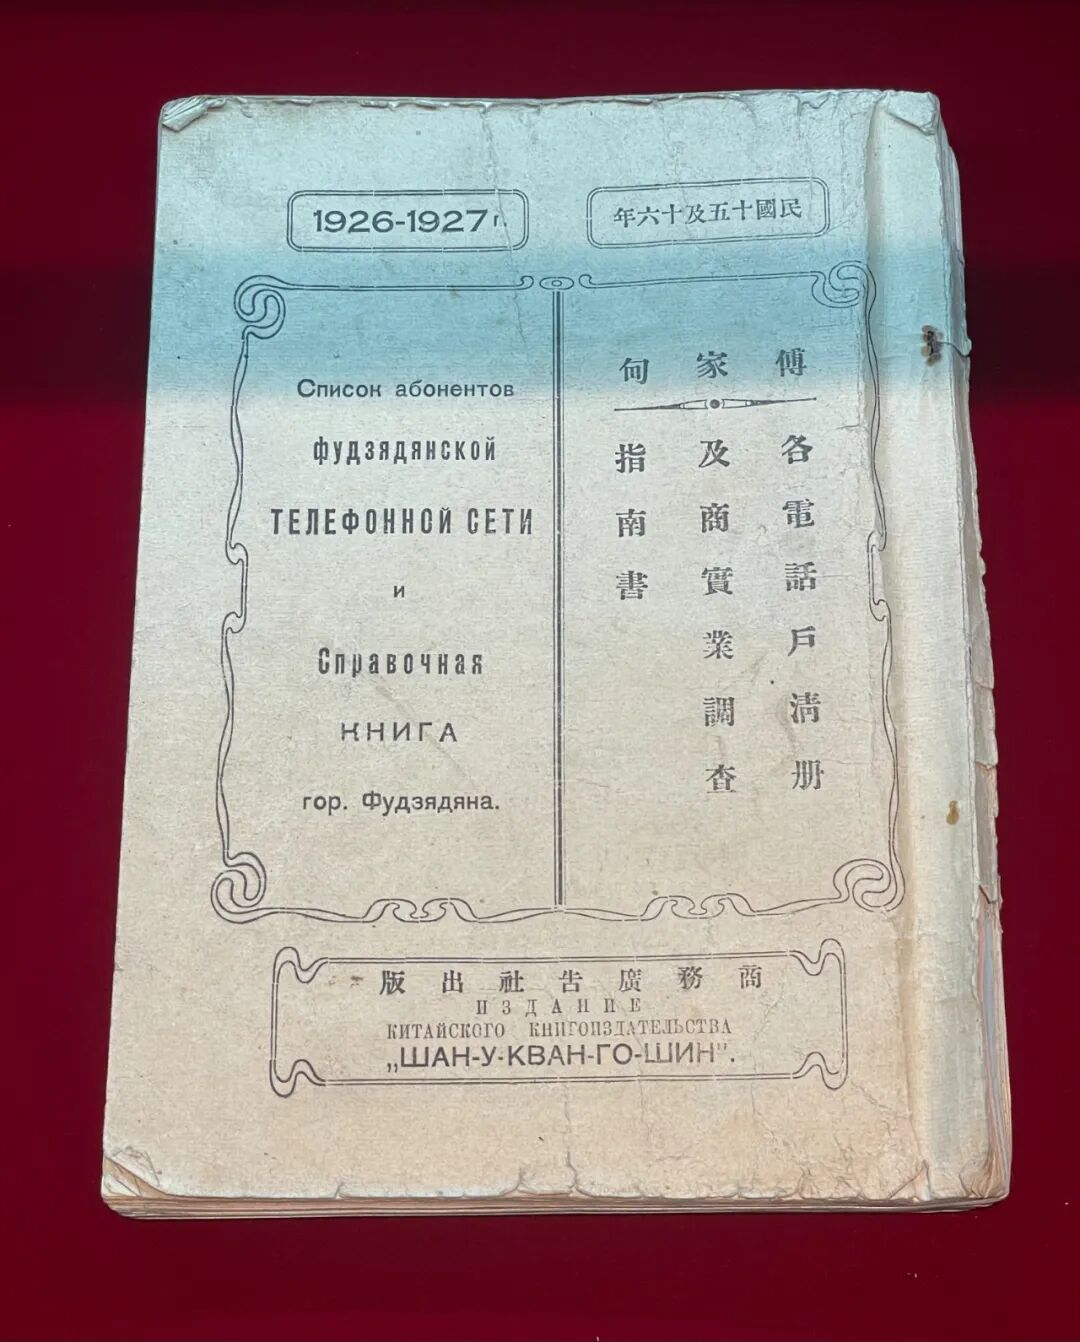 1926-1927 г.
民國十五及十六年
Список абонентов
фудзядянской
ТЕЛЕФОННОЙ СЕТИ
и
Справочная
КНИГА
гор. Фудзядяна.
傅家甸
各電話戶清册
及商實業調查
指南書
商務廣告社出版
ИЗДАНИЕ
КИТАЙСКОГО КНИГОИЗДАТЕЛЬСТВА
„ШАН-У-КВАН-ГО-ШИН".